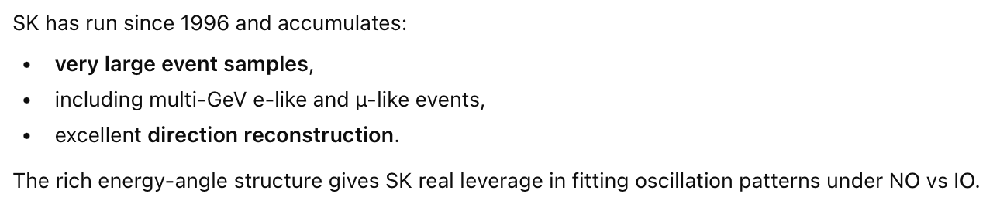 SK has run since 1996 and accumulates:
• very large event samples,
• including multi-GeV e-like and μ-like events,
• excellent direction reconstruction.
The rich energy-angle structure gives SK real leverage in fitting oscillation patterns under NO vs IO.